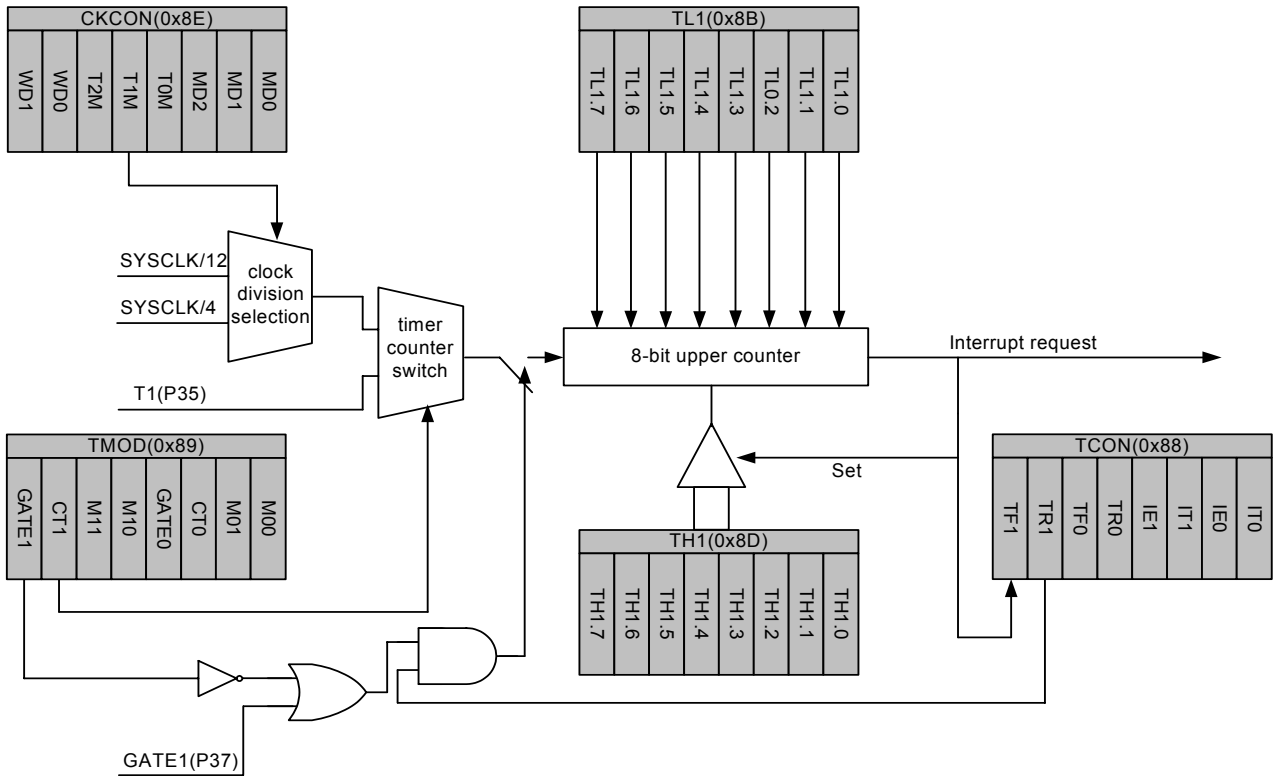 CKCON(0x8E)
WD1
WD0
T2M
T1M
T0M
MD2
MD1
MD0
TL1(0x8B)
TL1.7
TL1.6
TL1.5
TL1.4
TL1.3
TL0.2
TL1.1
TL1.0
SYSCLK/12
SYSCLK/4
clock
division
selection
T1(P35)
timer
counter
switch
8-bit upper counter
Interrupt request
Set
TMOD(0x89)
GATE1
CT1
M11
M10
GATE0
CT0
M01
M00
TCON(0x88)
TF1
TR1
TF0
TR0
IE1
IT1
IE0
IT0
TH1(0x8D)
TH1.7
TH1.6
TH1.5
TH1.4
TH1.3
TH1.2
TH1.1
TH1.0
GATE1(P37)